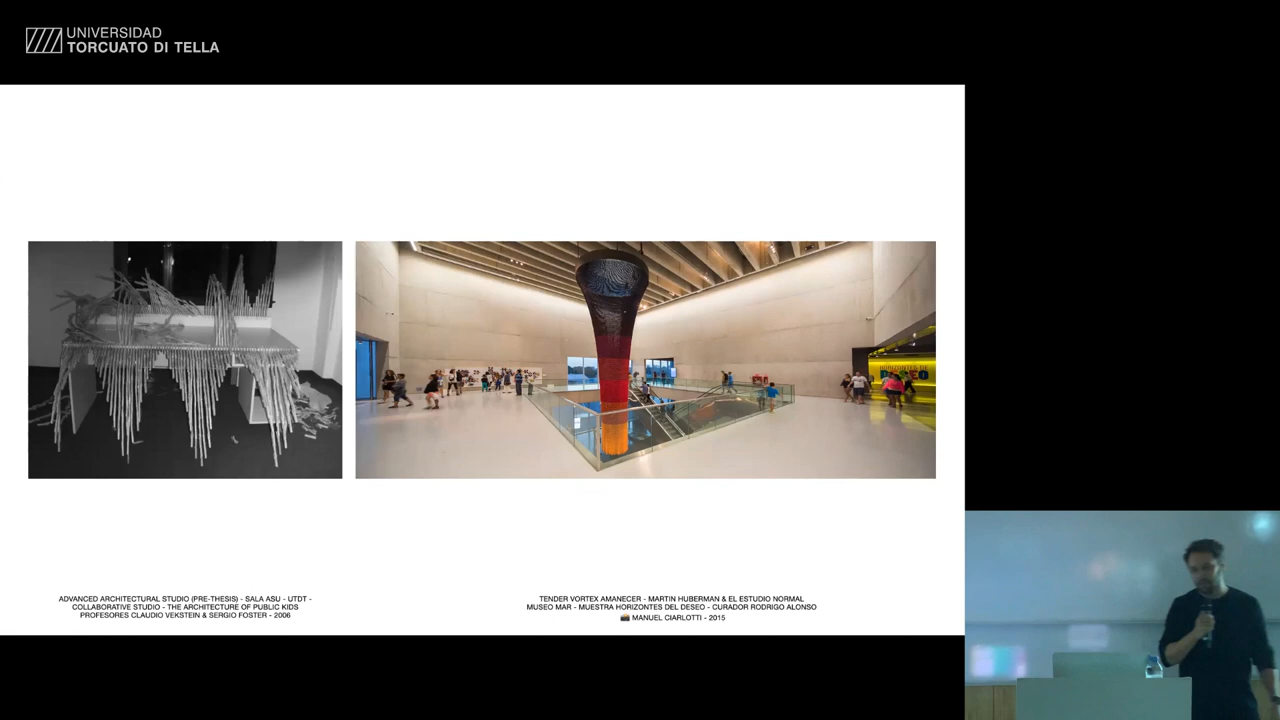 UNIVERSIDAD
TORCUATO DI TELLA
ADVANCED ARCHITECTURAL STUDIO (PRE-THESIS) - SALA ASU - UTDT -
COLLABORATIVE STUDIO - THE ARCHITECTURE OF PUBLIC KIDS
PROFESORES CLAUDIO VEKSTEIN & SERGIO FOSTER - 2006
TENDER VORTEX AMANECER - MARTIN HUBERMAN & EL ESTUDIO NORMAL
MUSEO MAR - MUESTRA HORIZONTES DEL DESEO - CURADOR RODRIGO ALONSO
📸 MANUEL CIARLOTTI - 2015